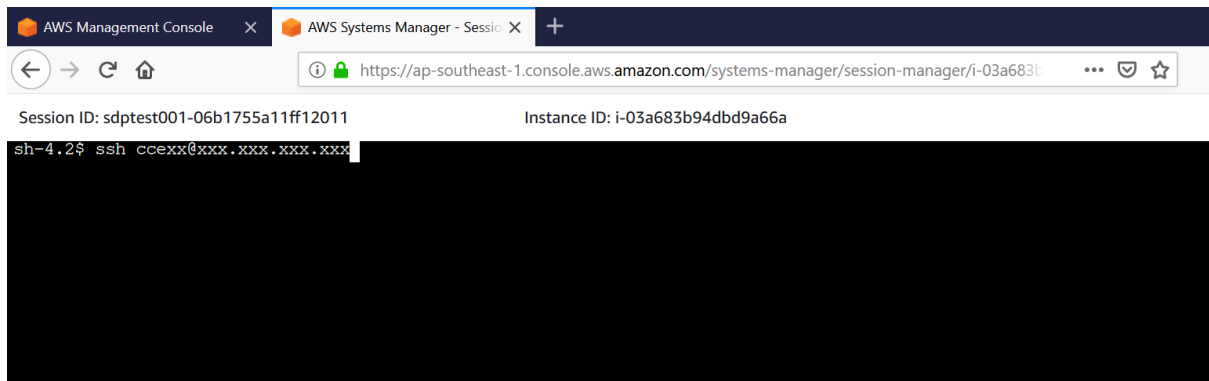 AWS Management Console
AWS Systems Manager - Sessio
https://ap-southeast-1.console.aws.amazon.com/systems-manager/session-manager/i-03a683b
Session ID: sdptest001-06b1755a11ff12011 Instance ID: i-03a683b94dbd9a66a
sh-4.2$ ssh ccexx@xxx.xxx.xxx.xxx